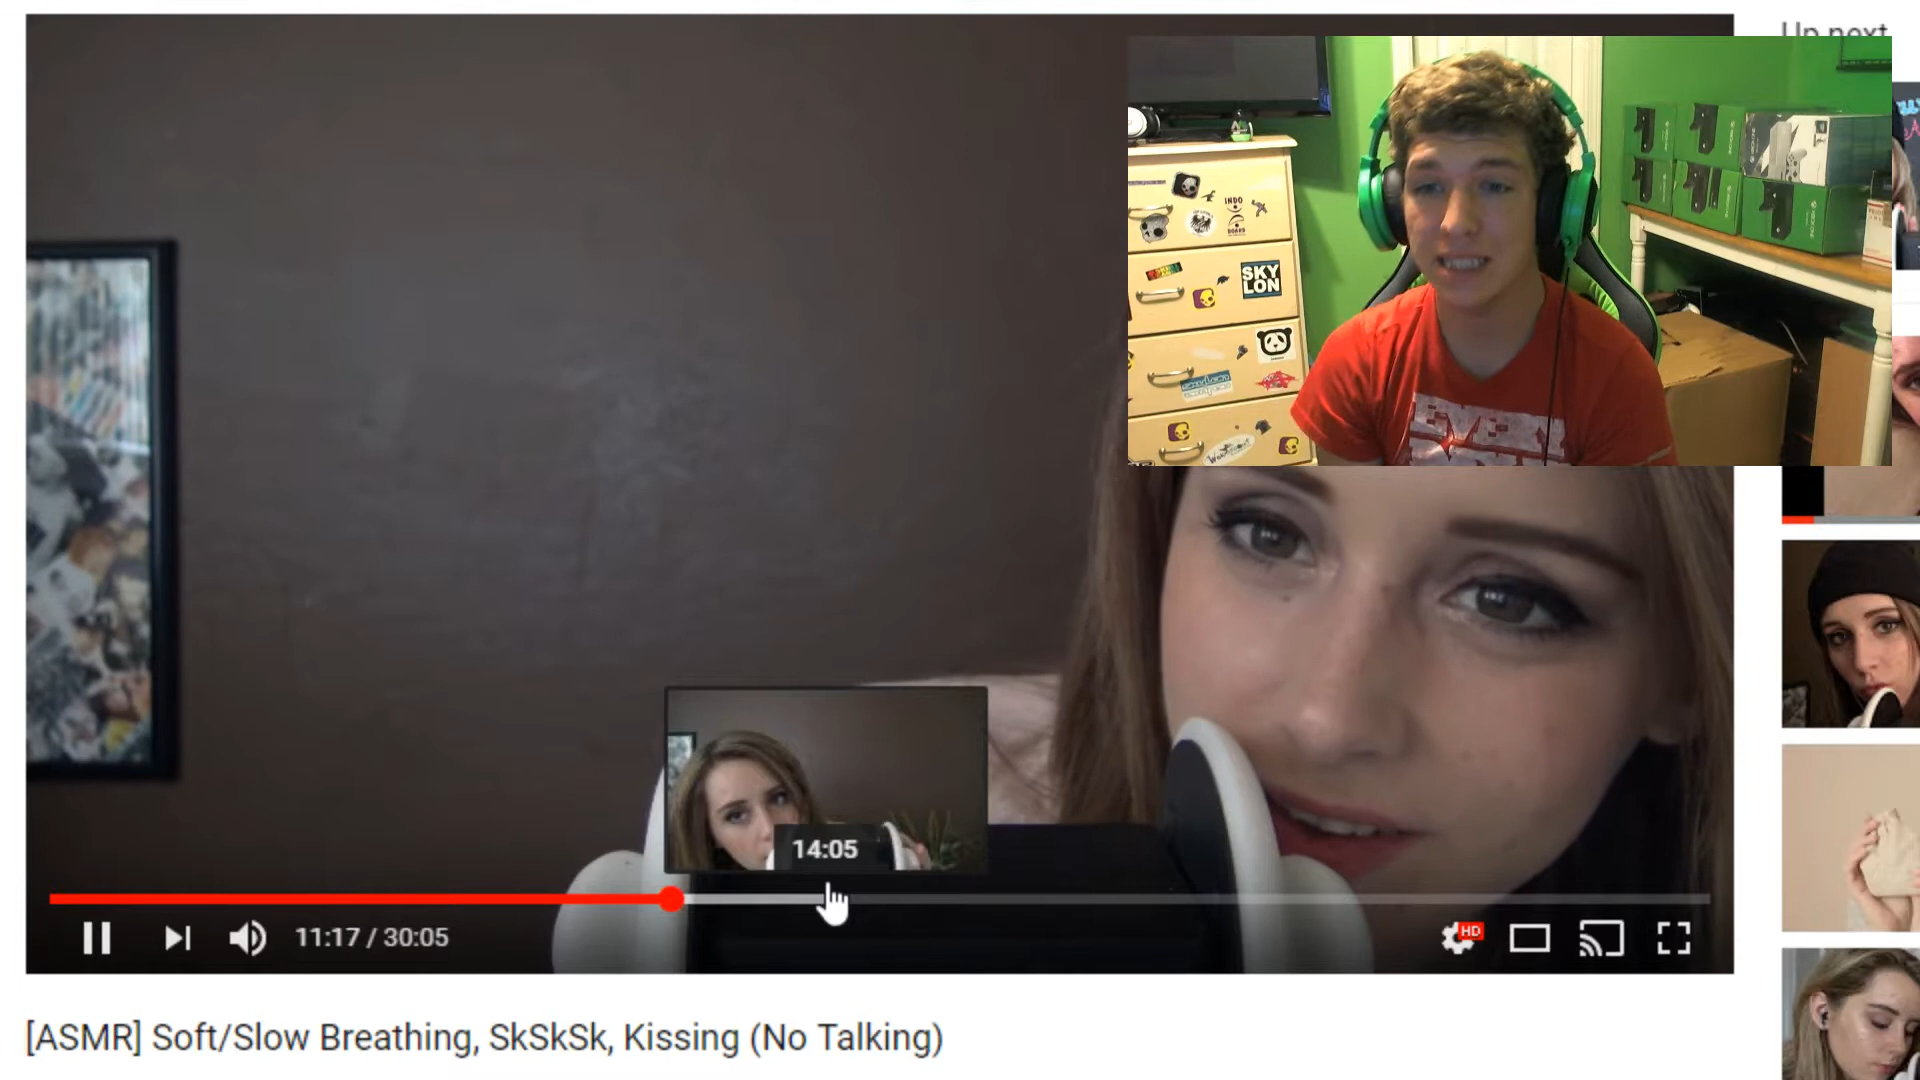 Up next
INDO
BOARD
SKY
LON
14:05
11:17 / 30:05
HD
[ASMR] Soft/Slow Breathing, SkSkSk, Kissing (No Talking)